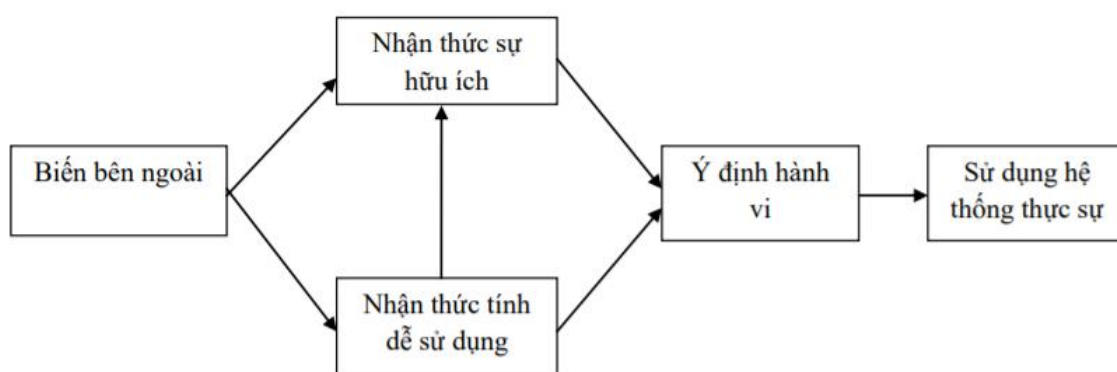 Nhận thức sự
hữu ích
Biến bên ngoài
Ý định hành
vi
Sử dụng hệ
thống thực sự
Nhận thức tính
dễ sử dụng